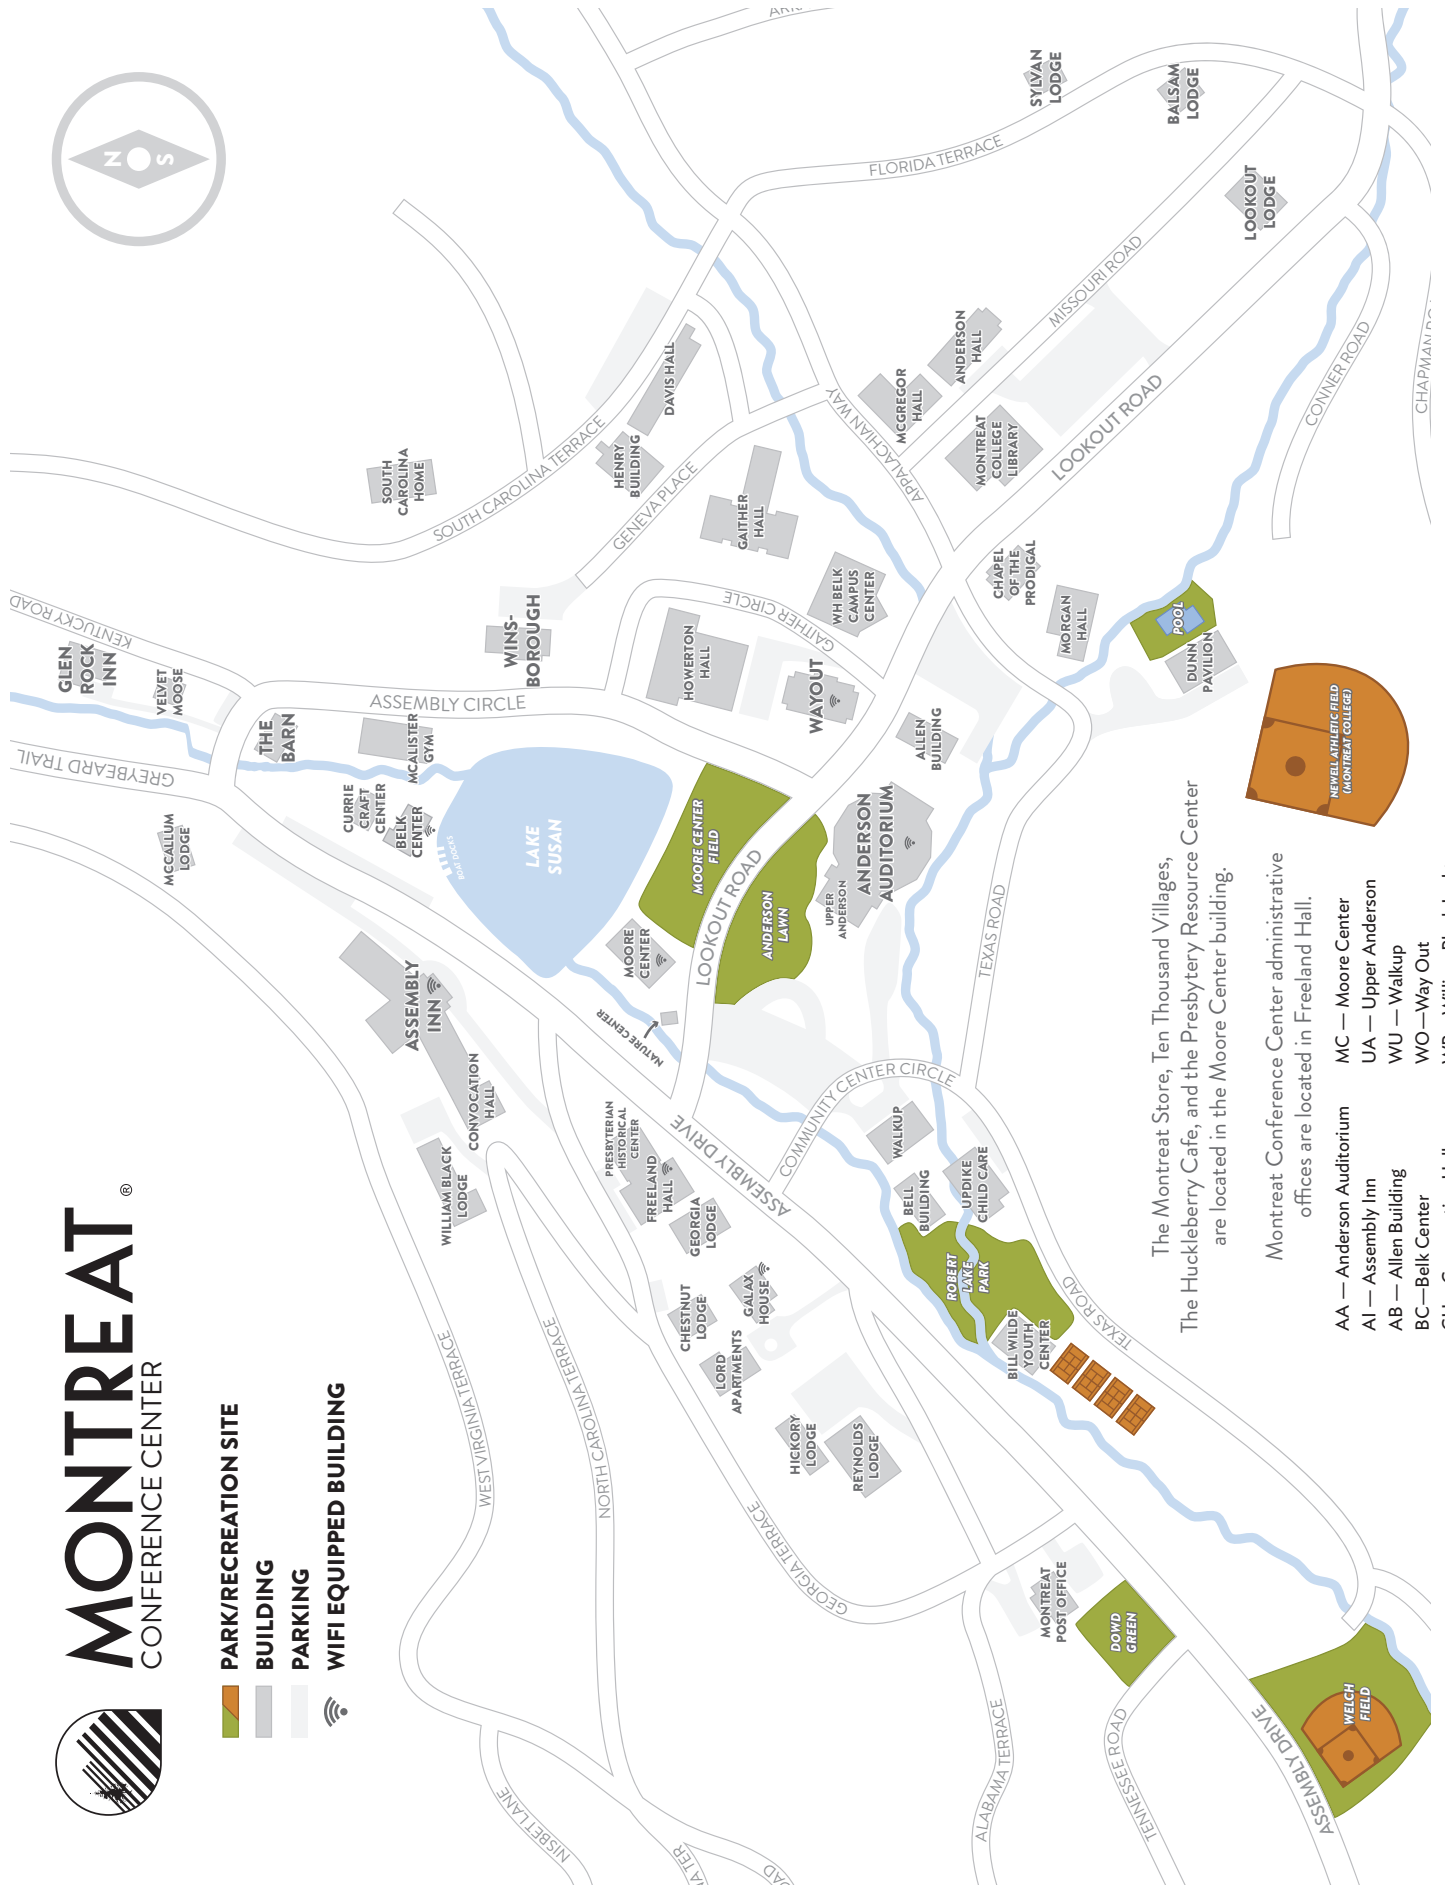 MONTREAT®
CONFERENCE CENTER
PARK/RECREATION SITE
BUILDING
PARKING
WIFI EQUIPPED BUILDING
N
S
GLEN
ROCK
INN
KENTUCKY ROAD
VELVET
MOOSE
GREYBEARD TRAIL
THE
BARN
MCCALLUM
LODGE
ASSEMBLY CIRCLE
MCALISTER
GYM
CURRIE
CRAFT
CENTER
BELK
CENTER
BOAT DOCKS
LAKE
SUSAN
SOUTH
CAROLINA
HOME
SOUTH CAROLINA TERRACE
WINS-
BOROUGH
HENRY
BUILDING
DAVIS HALL
GENEVA PLACE
GAITHER
HALL
GAITHER CIRCLE
HOWERTON
HALL
WH BELK
CAMPUS
CENTER
WAYOUT
ALLEN
BUILDING
APPALACHIAN WAY
MCGREGOR
HALL
ANDERSON
HALL
MONTREAT
COLLEGE
LIBRARY
MISSOURI ROAD
LOOKOUT ROAD
FLORIDA TERRACE
SYLVAN
LODGE
BALSAM
LODGE
LOOKOUT
LODGE
CONNER ROAD
CHAPEL
OF THE
PRODIGAL
MORGAN
HALL
POOL
DUNN
PAVILION
NEWELL ATHLETIC FIELD
(MONTREAT COLLEGE)
ASSEMBLY
INN
CONVOCATION
HALL
WILLIAM BLACK
LODGE
MOORE
CENTER
MOORE CENTER
FIELD
LOOKOUT ROAD
ANDERSON
LAWN
UPPER
ANDERSON
ANDERSON
AUDITORIUM
NATURE CENTER
TEXAS ROAD
COMMUNITY CENTER CIRCLE
ASSEMBLY DRIVE
PRESBYTERIAN
HISTORICAL
CENTER
FREELAND
HALL
GEORGIA
LODGE
WALKUP
BELL
BUILDING
UPDIKE
CHILD CARE
ROBERT
LAKE
PARK
BILL WILDE
YOUTH
CENTER
TEXAS ROAD
CHESTNUT
LODGE
GALAX
HOUSE
LORD
APARTMENTS
HICKORY
LODGE
REYNOLDS
LODGE
WEST VIRGINIA TERRACE
NORTH CAROLINA TERRACE
GEORGIA TERRACE
NISBET LANE
MONTREAT
POST OFFICE
DOWD
GREEN
ALABAMA TERRACE
TENNESSEE ROAD
ASSEMBLY DRIVE
WELCH
FIELD
The Montreat Store, Ten Thousand Villages,
The Huckleberry Cafe, and the Presbytery Resource Center
are located in the Moore Center building.
Montreat Conference Center administrative
offices are located in Freeland Hall.
AA — Anderson Auditorium
AI — Assembly Inn
AB — Allen Building
BC—Belk Center
MC — Moore Center
UA — Upper Anderson
WU — Walkup
WO—Way Out